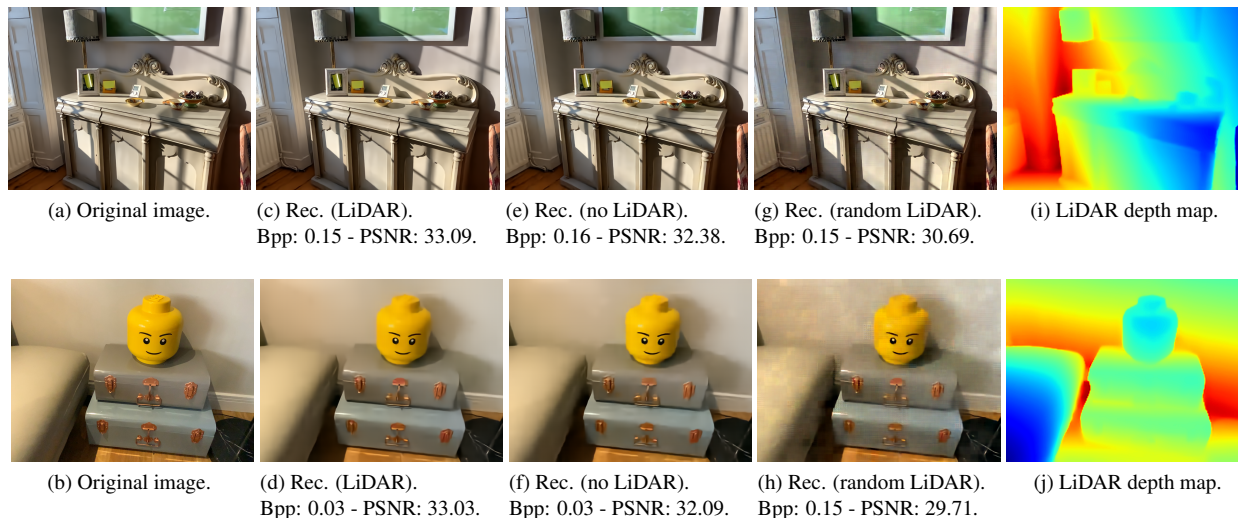 (a) Original image.
(c) Rec. (LiDAR).
Bpp: 0.15 - PSNR: 33.09.
(e) Rec. (no LiDAR).
Bpp: 0.16 - PSNR: 32.38.
(g) Rec. (random LiDAR).
Bpp: 0.15 - PSNR: 30.69.
(i) LiDAR depth map.
(b) Original image.
(d) Rec. (LiDAR).
Bpp: 0.03 - PSNR: 33.03.
(f) Rec. (no LiDAR).
Bpp: 0.03 - PSNR: 32.09.
(h) Rec. (random LiDAR).
Bpp: 0.15 - PSNR: 29.71.
(j) LiDAR depth map.